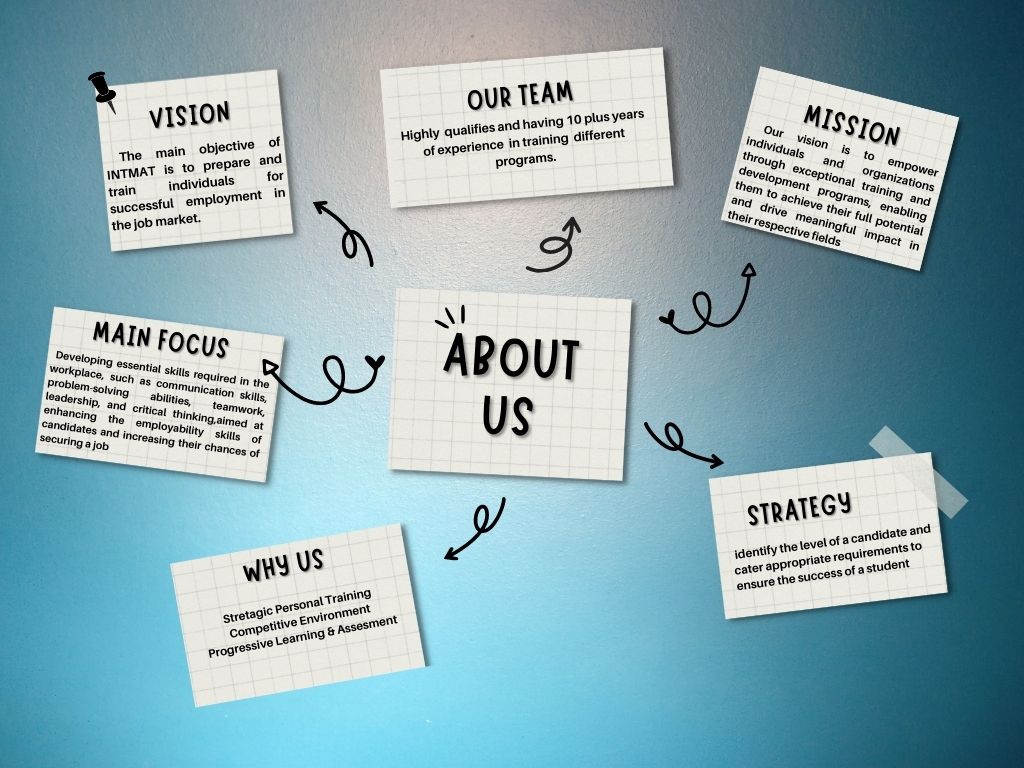 VISION
The main objective of
INTMAT is to prepare and
train individuals for
successful employment in
the job market.
OUR TEAM
Highly qualifies and having 10 plus years
of experience in training different
programs.
MISSION
Our vision is to empower
individuals and organizations
through exceptional training and
development programs, enabling
them to achieve their full potential
and drive meaningful impact in
their respective fields
MAIN FOCUS
Developing essential skills required in the
workplace, such as communication skills,
problem-solving abilities, teamwork,
leadership, and critical thinking,aimed at
enhancing the employability skills of
candidates and increasing their chances of
securing a job
ABOUT
US
STRATEGY
identify the level of a candidate and
cater appropriate requirements to
ensure the success of a student
WHY US
Stretagic Personal Training
Competitive Environment
Progressive Learning & Assesment